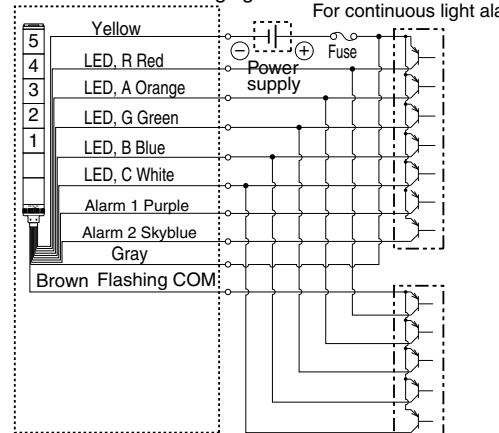 For continuous light ala
Yellow
5
4
3
2
1
Fuse
Power
supply
LED, R Red
LED, A Orange
LED, G Green
LED, B Blue
LED, C White
Alarm 1 Purple
Alarm 2 Skyblue
Gray
Brown Flashing COM